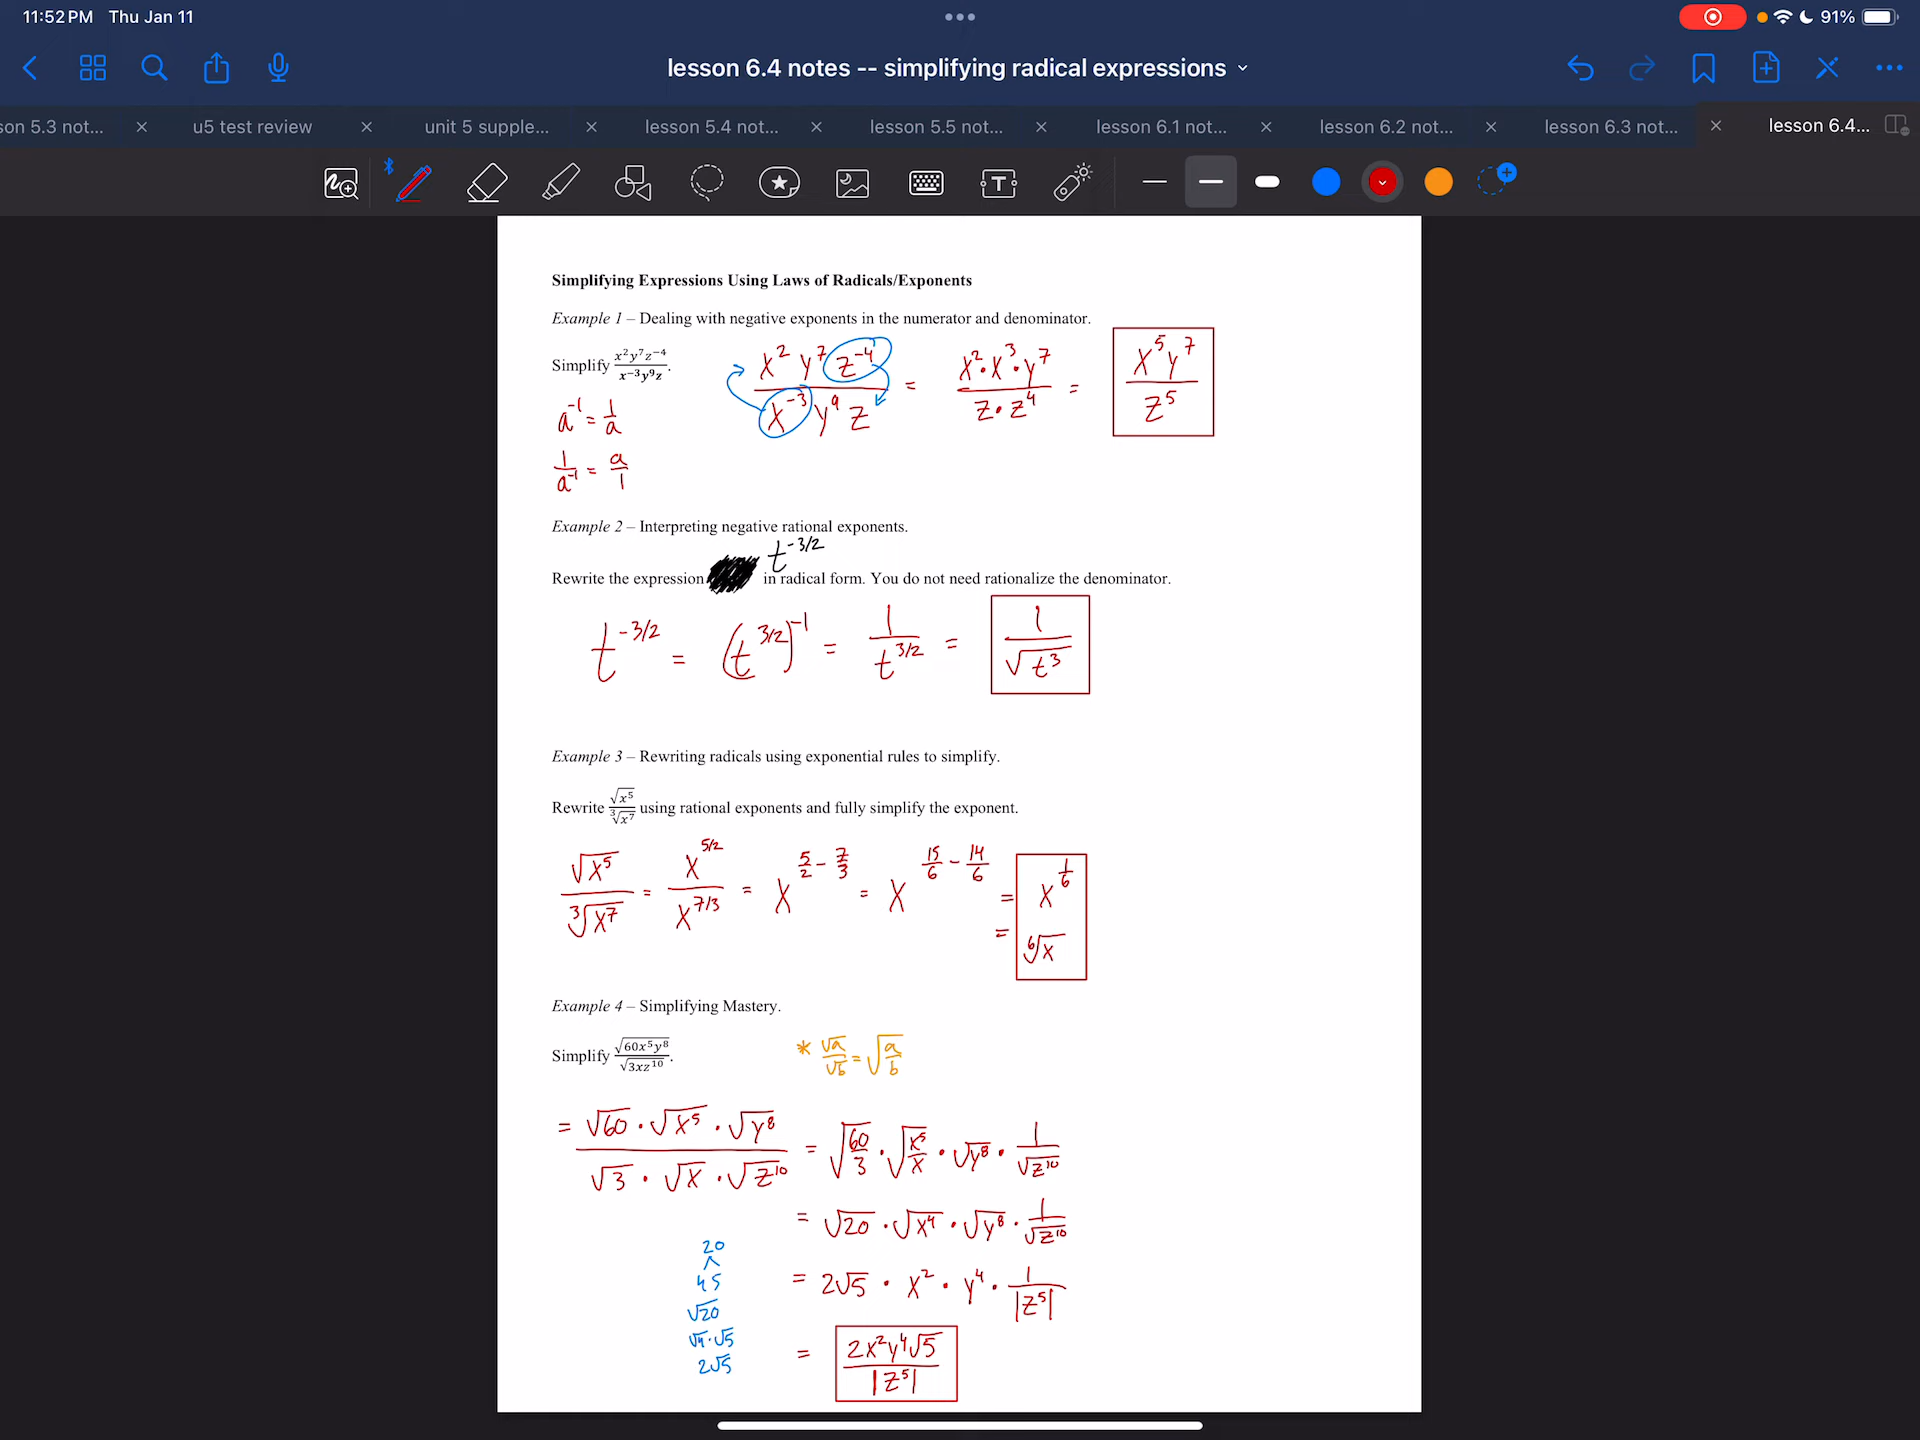 11:52 PM Thu Jan 11
91%
lesson 6.4 notes -- simplifying radical expressions
son 5.3 not... u5 test review unit 5 supple... lesson 5.4 not... lesson 5.5 not... lesson 6.1 not... lesson 6.2 not... lesson 6.3 not... lesson 6.4...
T
Simplifying Expressions Using Laws of Radicals/Exponents
Example 1 – Dealing with negative exponents in the numerator and denominator.
Simplify x²y⁷z⁻⁴/x⁻³y⁹z. x²y⁷z⁻⁴/x⁻³y⁹z = x²·x³·y⁷/z·z⁴ = x⁵y⁷/z⁵
a⁻¹ = 1/a
1/a⁻¹ = a/1
Example 2 – Interpreting negative rational exponents.
t^-3/2
Rewrite the expression in radical form. You do not need rationalize the denominator.
t^-3/2 = (t^3/2)^-1 = 1/t^3/2 = 1/√t³
Example 3 – Rewriting radicals using exponential rules to simplify.
Rewrite √x⁵/∛x⁷ using rational exponents and fully simplify the exponent.
√x⁵/∛x⁷ = x^5/2/x^7/3 = x^(5/2 - 7/3) = x^(15/6 - 14/6) = x^1/6
= ⁶√x
Example 4 – Simplifying Mastery.
Simplify √60x⁵y⁸/√3xz¹⁰. * √a/√b = √a/b
= √60·√x⁵·√y⁸/√3·√x·√z¹⁰ = √60/3·√x⁵/x·√y⁸·1/√z¹⁰
= √20·√x⁴·√y⁸·1/√z¹⁰
20
45
√20
√4·√5
2√5
= 2√5·x²·y⁴·1/|z⁵|
= 2x²y⁴√5/|z⁵|